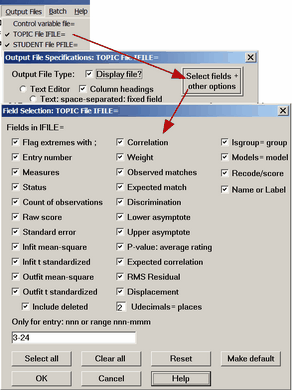 Output Files Batch Help
Control variable file=
TOPIC File IFILE=
STUDENT File PFILE=
Output File Specifications: TOPIC File IFILE=
Output File Type: Display file?
Select fields + other options
Text Editor Column headings
Text: space-separated: fixed field
Field Selection: TOPIC File IFILE=
Fields in IFILE=
Flag extremes with ; Correlation Isgroup= group
Entry number Weight Models= model
Measures Observed matches Recode/score
Status Expected match Name or Label
Count of observations Discrimination
Raw score Lower asymptote
Standard error Upper asymptote
Infit mean-square P-value: average rating
Infit t standardized Expected correlation
Outfit mean-square RMS Residual
Outfit t standardized Displacement
Include deleted 2 Udecimals= places
Only for entry: nnn or range nnn-mmm
3-24
Select all Clear all Reset Make default
OK Cancel Help